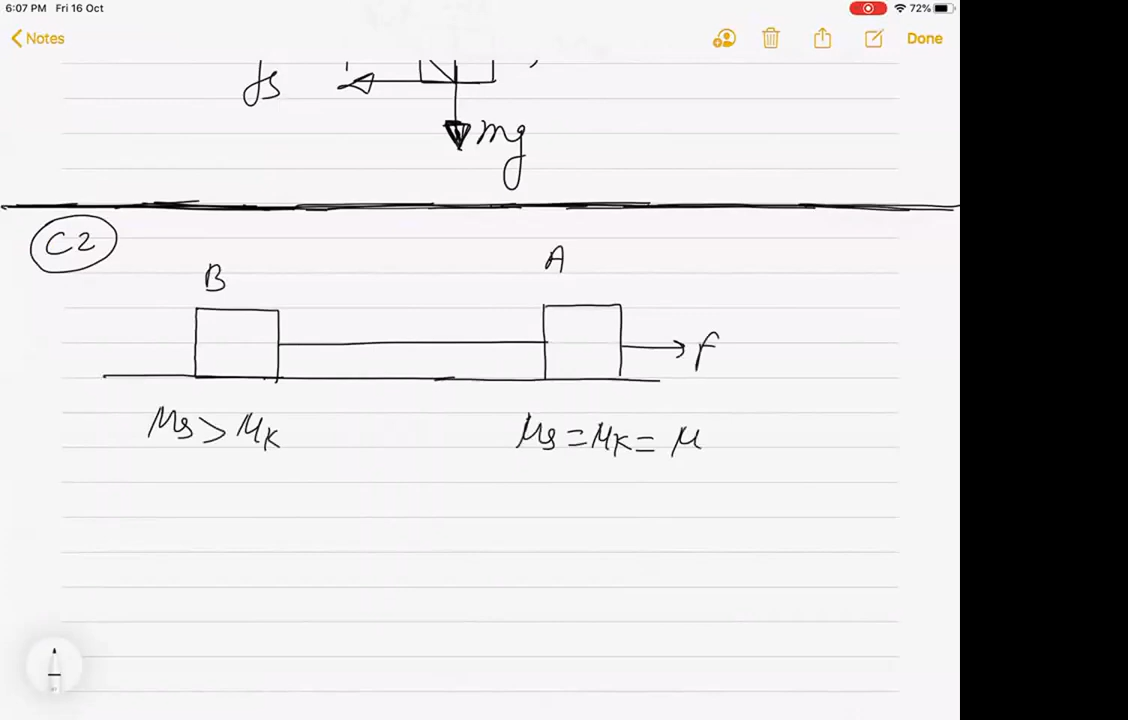 6:07 PM Fri 16 Oct 72%
Notes Done
fs
mg
C2
B A
F
μs > μk μs = μk = μ